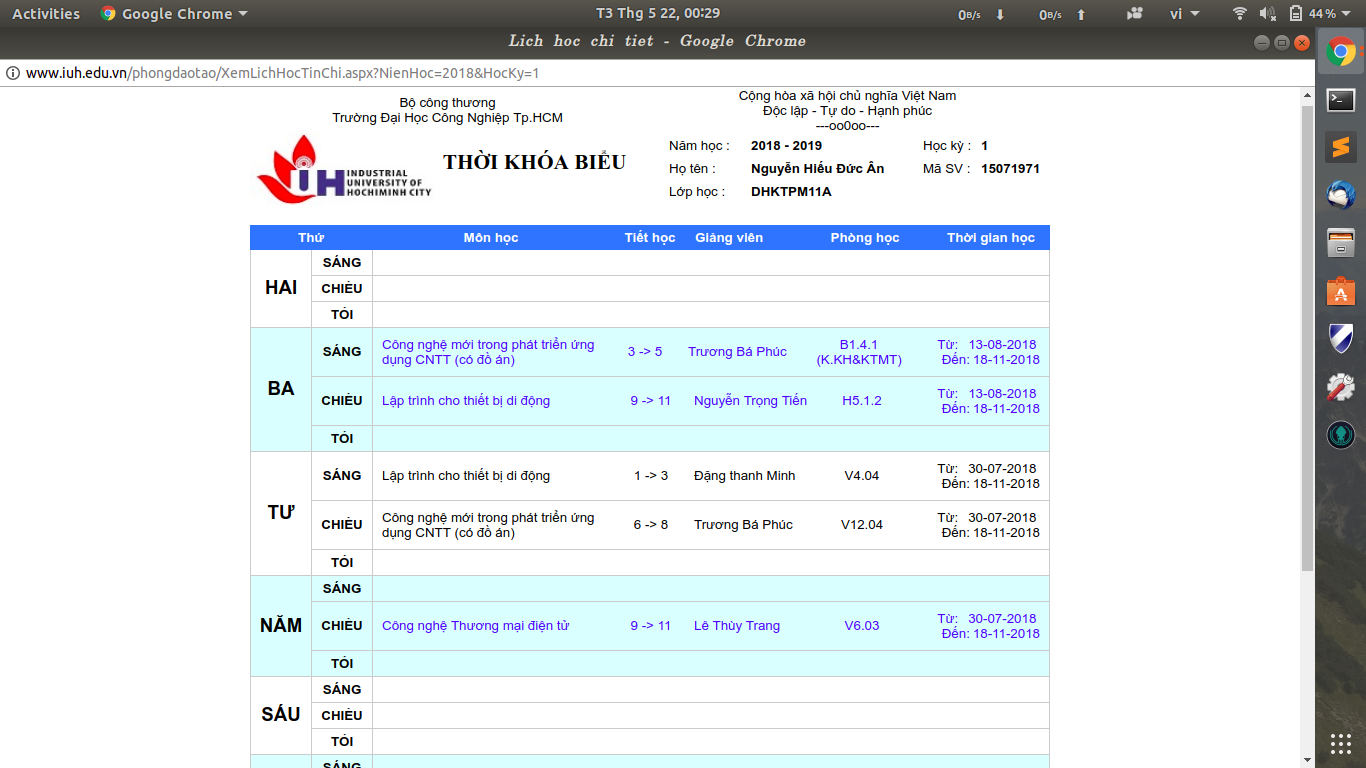 Activities Google Chrome T3 Thg 5 22, 00:29 0B/s 0B/s vi 44%
Lich hoc chi tiet - Google Chrome
www.iuh.edu.vn/phongdaotao/XemLichHocTinChi.aspx?NienHoc=2018&HocKy=1
Bộ công thương
Trường Đại Học Công Nghiệp Tp.HCM
Cộng hòa xã hội chủ nghĩa Việt Nam
Độc lập - Tự do - Hạnh phúc
---oo0oo---
IUH INDUSTRIAL
UNIVERSITY OF
HOCHIMINH CITY
THỜI KHÓA BIỂU
Năm học : 2018 - 2019 Học kỳ : 1
Họ tên : Nguyễn Hiếu Đức Ân Mã SV : 15071971
Lớp học : DHKTPM11A
Thứ Môn học Tiết học Giảng viên Phòng học Thời gian học
HAI
SÁNG
CHIỀU
TỐI
BA
SÁNG Công nghệ mới trong phát triển ứng dụng CNTT (có đồ án) 3 -> 5 Trương Bá Phúc B1.4.1 (K.KH&KTMT) Từ: 13-08-2018 Đến: 18-11-2018
CHIỀU Lập trình cho thiết bị di động 9 -> 11 Nguyễn Trọng Tiến H5.1.2 Từ: 13-08-2018 Đến: 18-11-2018
TỐI
TƯ
SÁNG Lập trình cho thiết bị di động 1 -> 3 Đặng thanh Minh V4.04 Từ: 30-07-2018 Đến: 18-11-2018
CHIỀU Công nghệ mới trong phát triển ứng dụng CNTT (có đồ án) 6 -> 8 Trương Bá Phúc V12.04 Từ: 30-07-2018 Đến: 18-11-2018
TỐI
NĂM
SÁNG
CHIỀU Công nghệ Thương mại điện tử 9 -> 11 Lê Thùy Trang V6.03 Từ: 30-07-2018 Đến: 18-11-2018
TỐI
SÁU
SÁNG
CHIỀU
TỐI
SÁNG